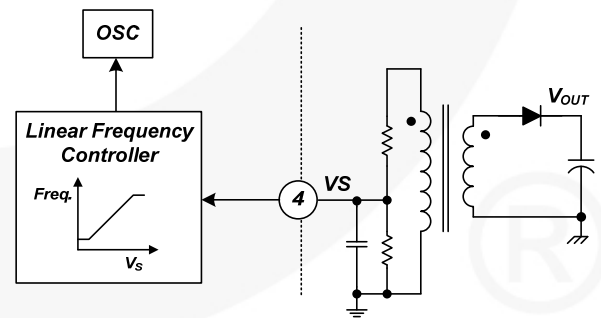 OSC
Linear Frequency
Controller
Freq.
VS
4
VS
VOUT
®